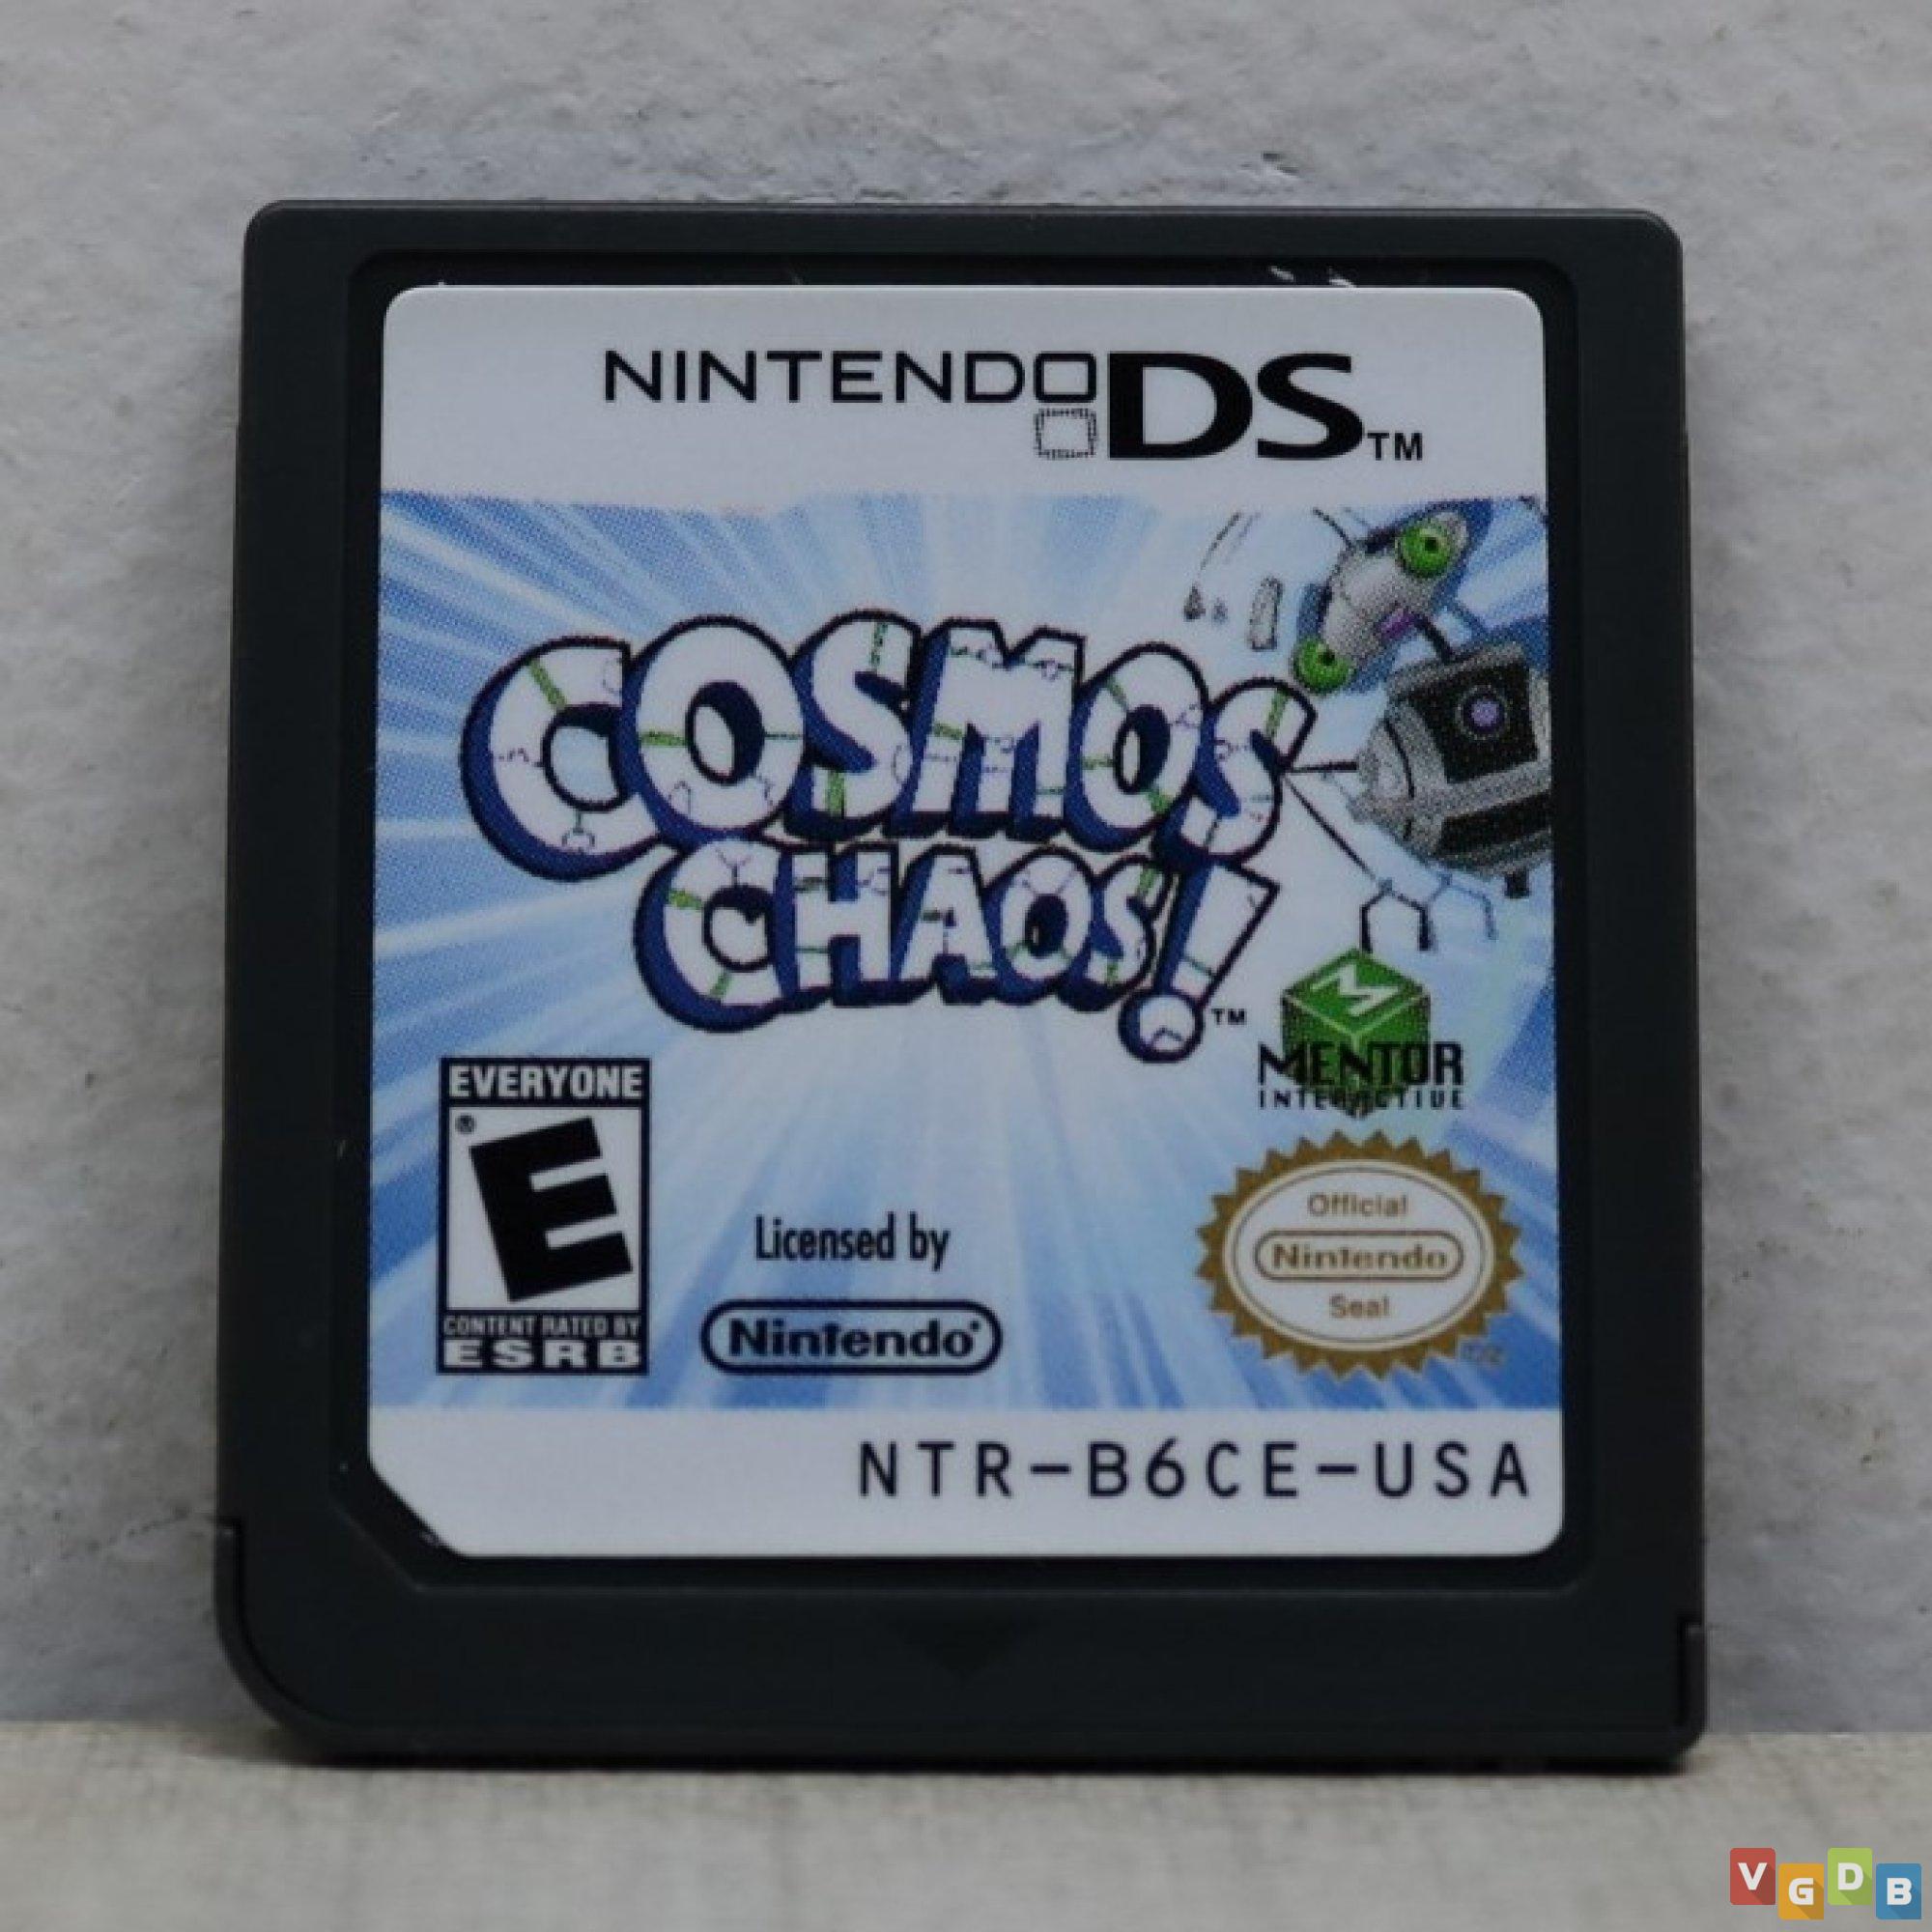 NINTENDO DS TM
COSMOS
CHAOS! TM
M
MENTOR
INTERACTIVE
EVERYONE
E ®
CONTENT RATED BY
ESRB
Licensed by
Nintendo®
Official
Nintendo
Seal
NTR-B6CE-USA
VGDB